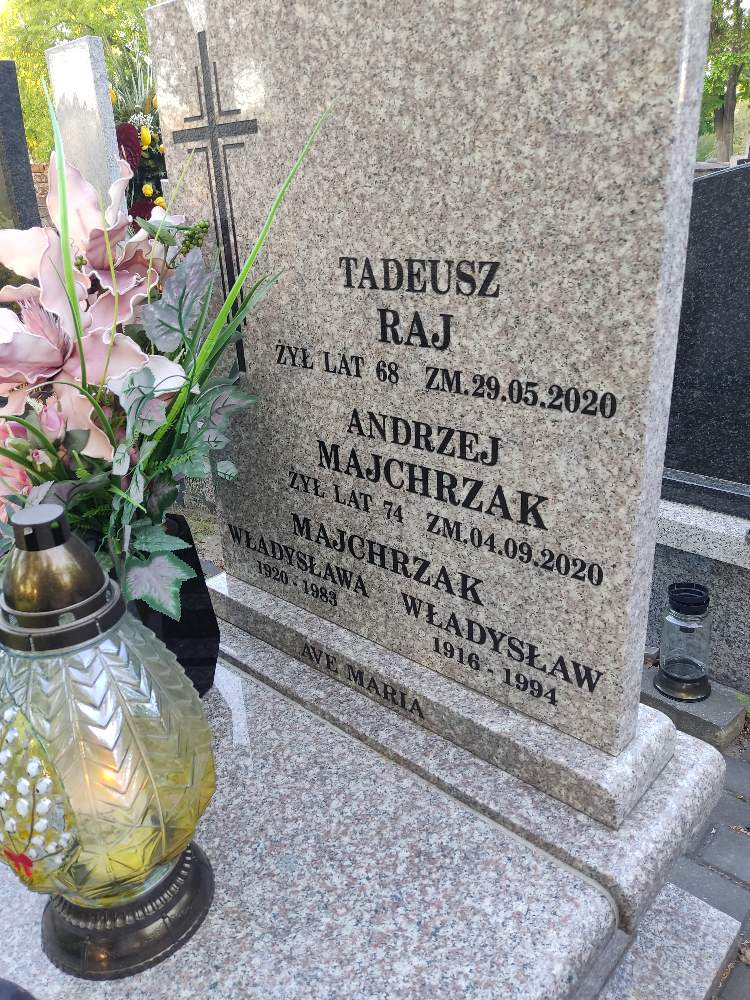 TADEUSZ
RAJ
ŻYŁ LAT 68 ZM.29.05.2020
ANDRZEJ
MAJCHRZAK
ŻYŁ LAT 74 ZM.04.09.2020
MAJCHRZAK
WŁADYSŁAWA WŁADYSŁAW
1920 - 1983 1916 - 1994
AVE MARIA